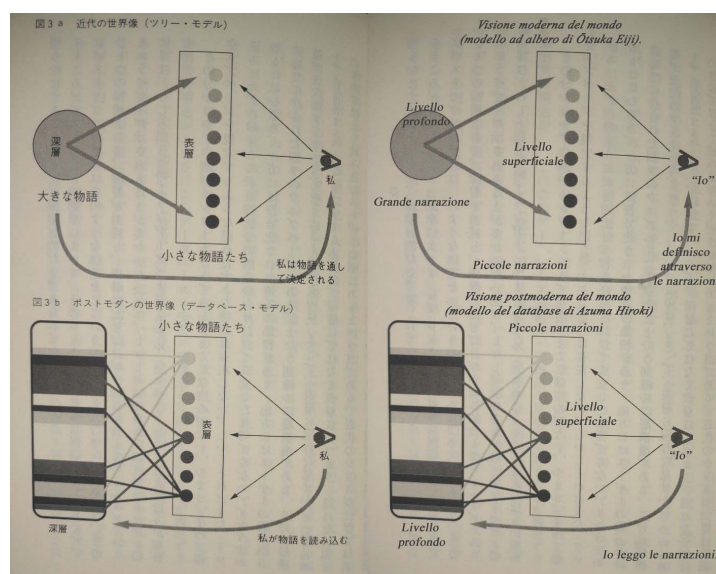 図3a 近代の世界像(ツリー・モデル)
深層
大きな物語
表層
小さな物語たち
私
私は物語を通し
て決定される
図3b ポストモダンの世界像(データベース・モデル)
小さな物語たち
表層
私
深層
私が物語を読み込む
Visione moderna del mondo
(modello ad albero di Ōtsuka Eiji).
Livello
profondo
Grande narrazione
Livello
superficiale
Piccole narrazioni
"Io"
Io mi
definisco
attraverso
le narrazion
Visione postmoderna del mondo
(modello del database di Azuma Hiroki)
Piccole narrazioni
Livello
superficiale
"Io"
Livello
profondo
Io leggo le narrazioni.